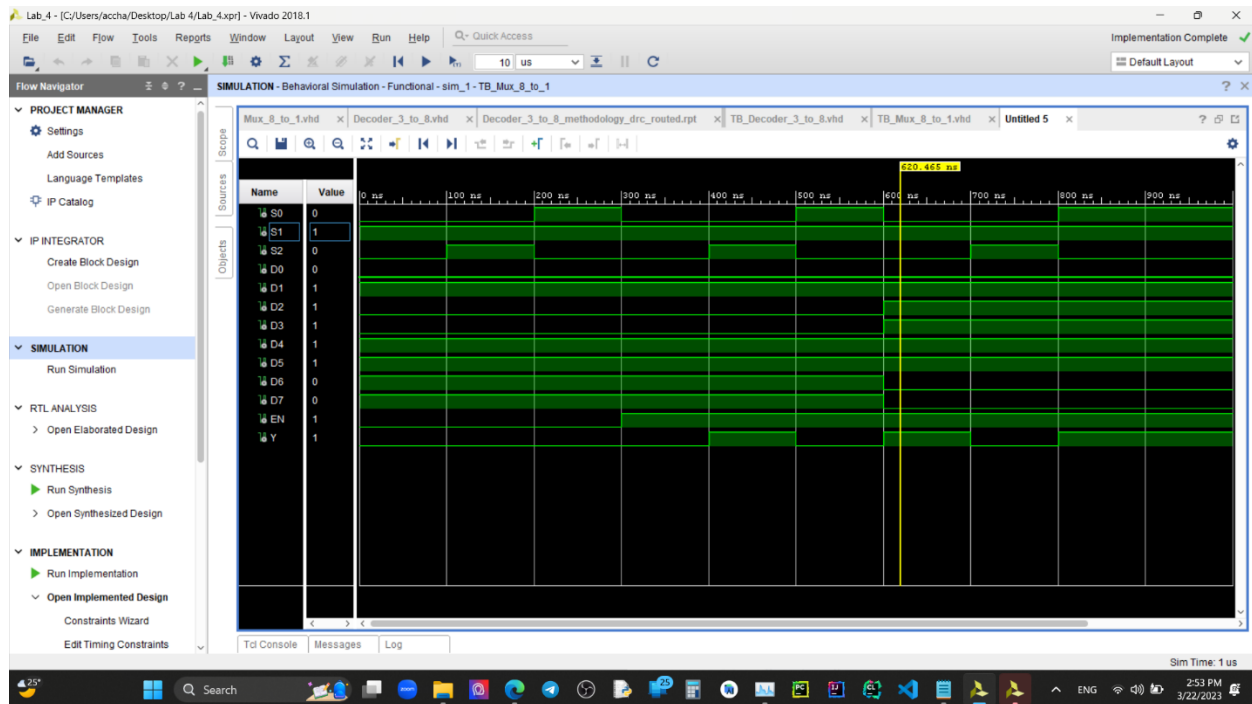 Lab_4 - [C:/Users/accha/Desktop/Lab 4/Lab_4.xpr] - Vivado 2018.1
File Edit Flow Tools Reports Window Layout View Run Help Quick Access
Implementation Complete
10 us
Default Layout
Flow Navigator
SIMULATION - Behavioral Simulation - Functional - sim_1 - TB_Mux_8_to_1
PROJECT MANAGER
Settings
Add Sources
Language Templates
IP Catalog
IP INTEGRATOR
Create Block Design
Open Block Design
Generate Block Design
SIMULATION
Run Simulation
RTL ANALYSIS
Open Elaborated Design
SYNTHESIS
Run Synthesis
Open Synthesized Design
IMPLEMENTATION
Run Implementation
Open Implemented Design
Constraints Wizard
Edit Timing Constraints
Mux_8_to_1.vhd Decoder_3_to_8.vhd Decoder_3_to_8_methodology_drc_routed.rpt TB_Decoder_3_to_8.vhd TB_Mux_8_to_1.vhd Untitled 5
Scope
Sources
Objects
620.465 ns
Name Value 0 ns 100 ns 200 ns 300 ns 400 ns 500 ns 600 ns 700 ns 800 ns 900 ns
S0 0
S1 1
S2 0
D0 0
D1 1
D2 1
D3 1
D4 1
D5 1
D6 0
D7 0
EN 1
Y 1
Tcl Console Messages Log
Sim Time: 1 us
25°
Search
25
ENG
2:53 PM
3/22/2023